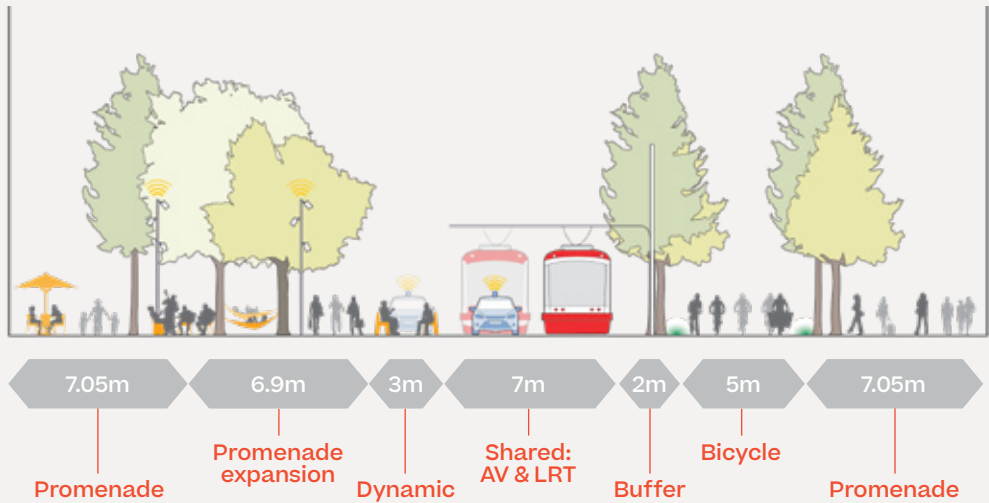 7.05m
6.9m
3m
7m
2m
5m
7.05m
Promenade
Promenade
expansion
Dynamic
Shared:
AV & LRT
Buffer
Bicycle
Promenade